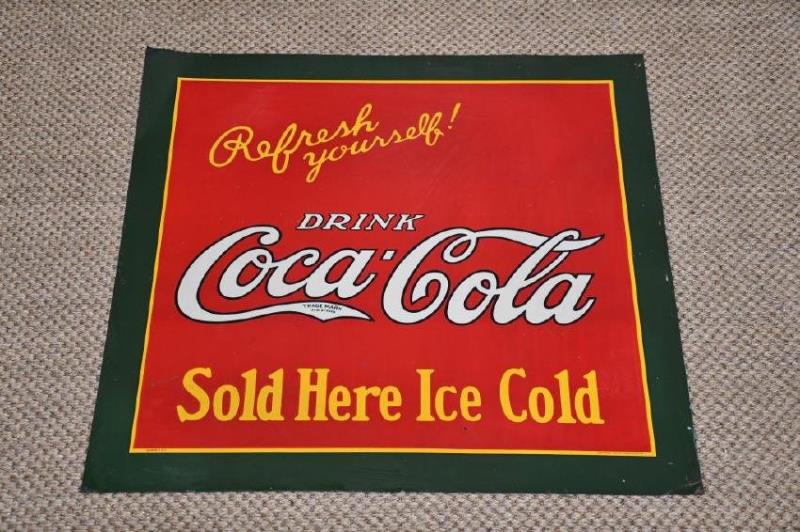 Refresh
yourself!
DRINK
Coca-Cola
TRADE MARK
Sold Here Ice Cold